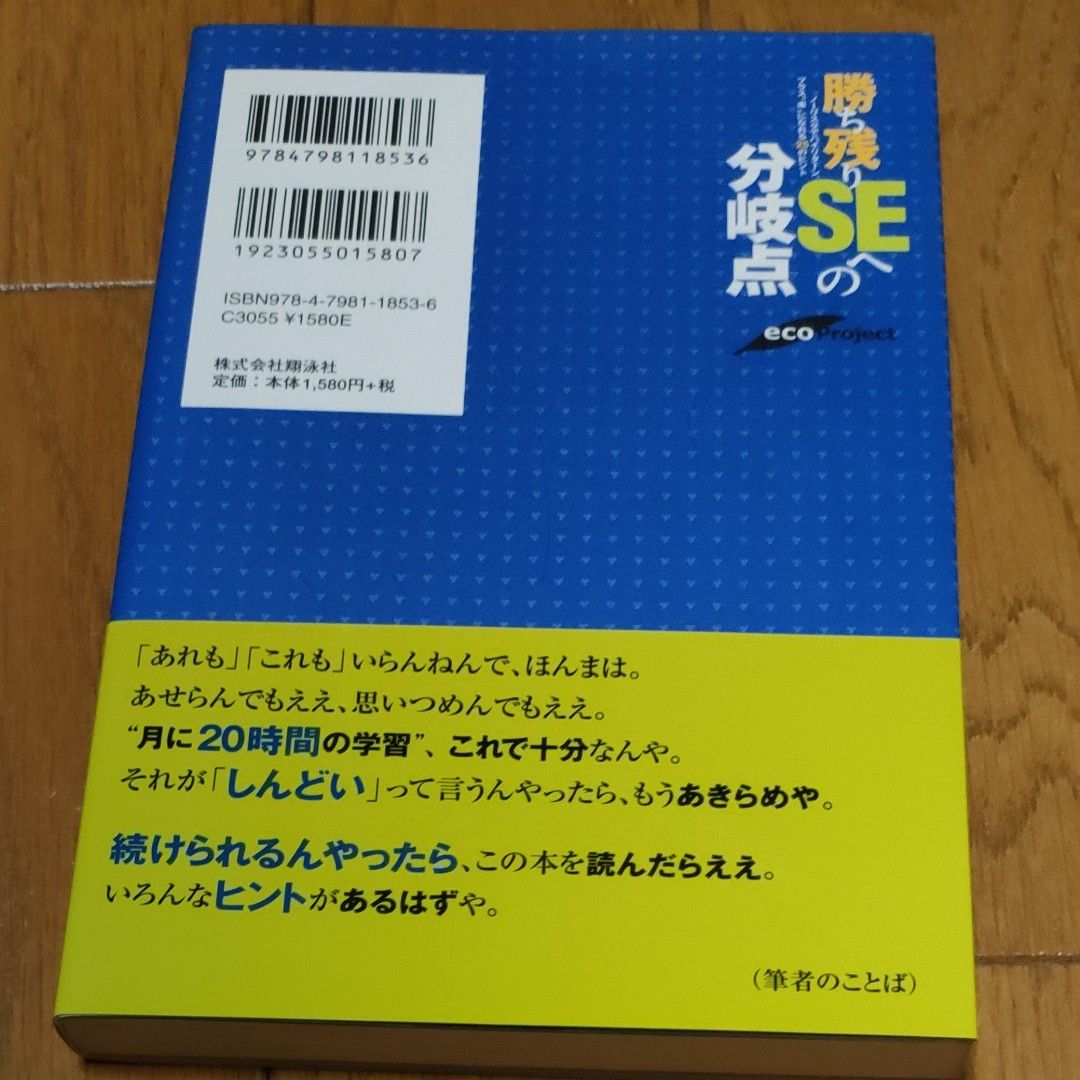 9784798118536
1923055015807
ISBN978-4-7981-1853-6
C3055 ¥1580E
株式会社翔泳社
定価：本体1,580円+税
勝ち残りSEへの
分岐点
ecoProject
「あれも」「これも」いらんねんで、ほんまは。
あせらんでもええ、思いつめんでもええ。
“月に20時間の学習”、これで十分なんや。
それが「しんどい」って言うんやったら、もうあきらめや。
続けられるんやったら、この本を読んだらええ。
いろんなヒントがあるはずや。
（筆者のことば）